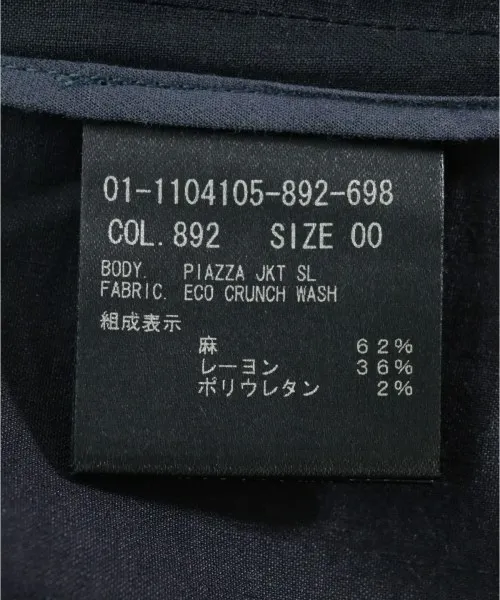 01-1104105-892-698
COL. 892 SIZE 00
BODY. PIAZZA JKT SL
FABRIC. ECO CRUNCH WASH
組成表示
麻 62%
レーヨン 36%
ポリウレタン 2%